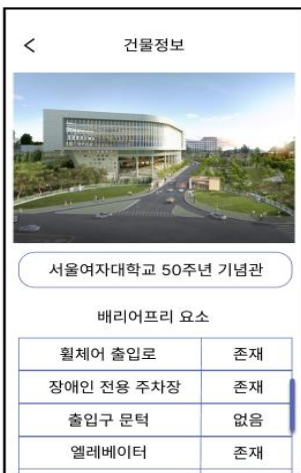 건물정보
서울여자대학교 50주년 기념관
배리어프리 요소
휠체어 출입로 존재
장애인 전용 주차장 존재
출입구 문턱 없음
엘레베이터 존재